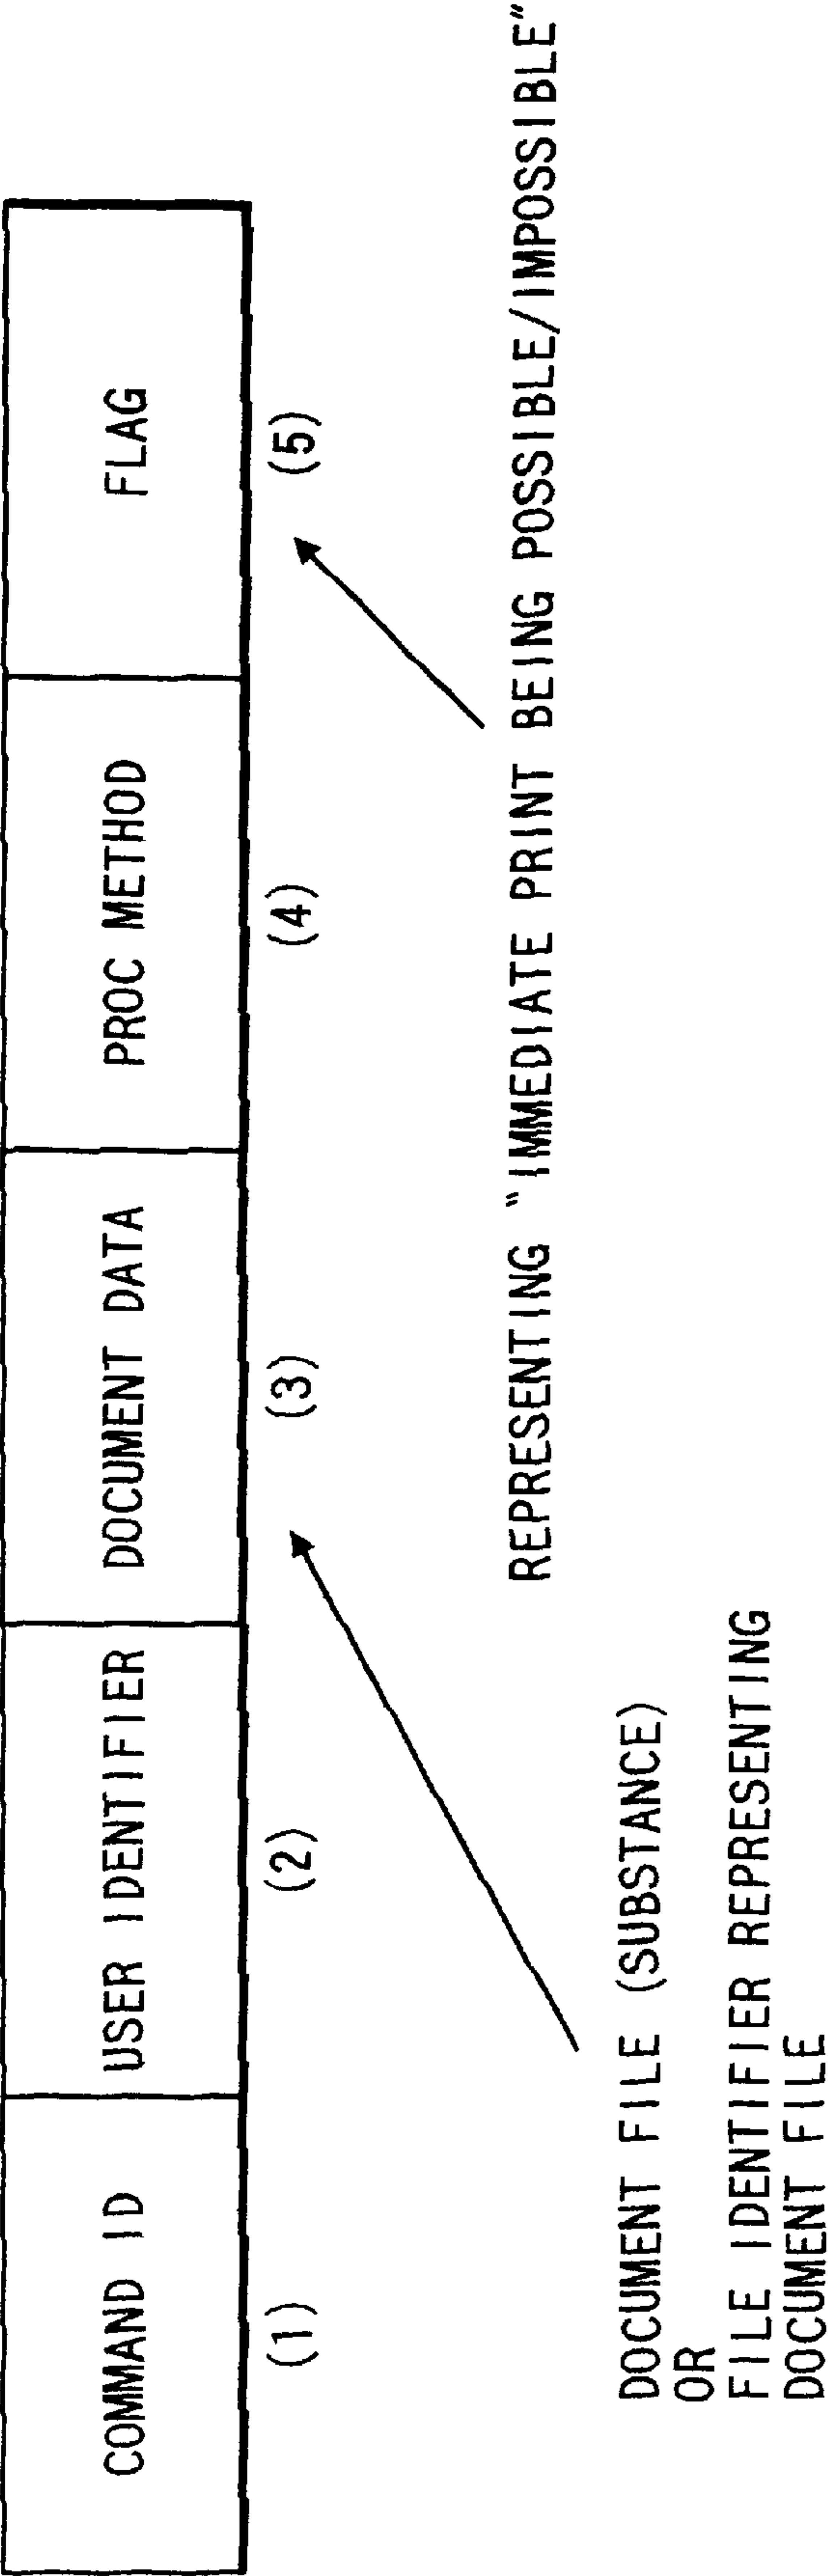 COMMAND ID
USER IDENTIFIER
DOCUMENT DATA
PROC METHOD
FLAG
(1)
(2)
(3)
(4)
(5)
REPRESENTING "IMMEDIATE PRINT BEING POSSIBLE/IMPOSSIBLE"
DOCUMENT FILE (SUBSTANCE)
OR
FILE IDENTIFIER REPRESENTING
DOCUMENT FILE